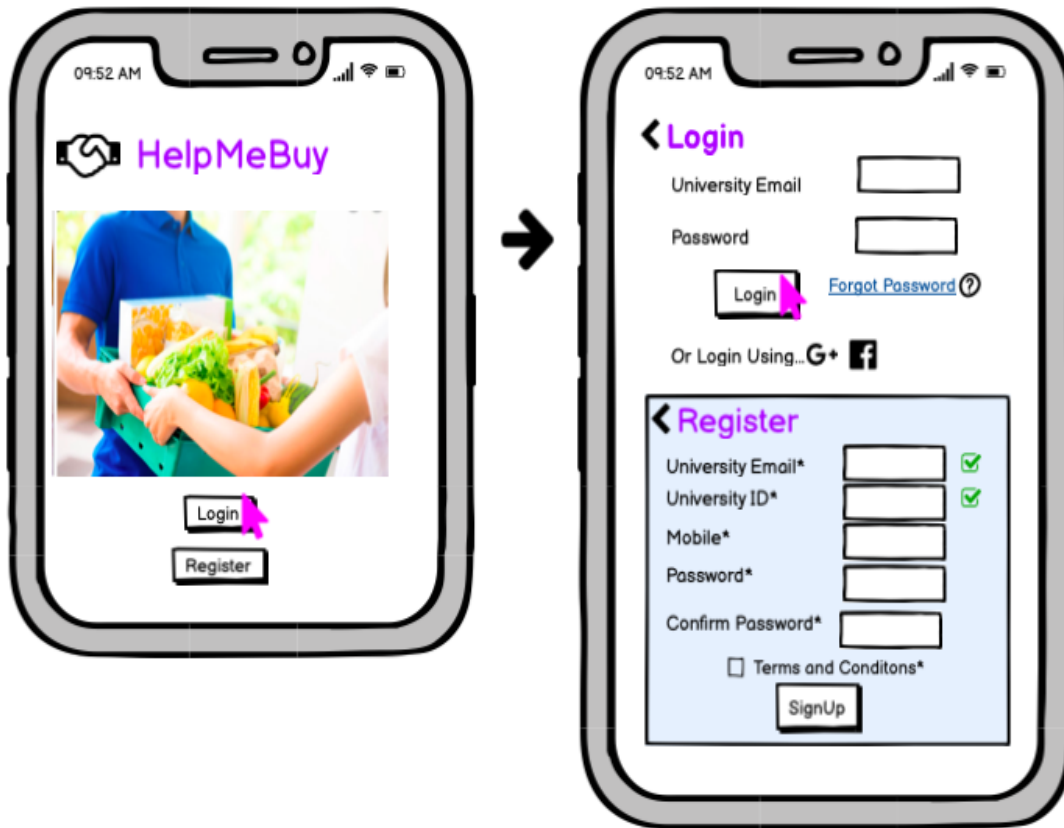 09:52 AM
HelpMeBuy
Login
Register
09:52 AM
Login
University Email
Password
Login
Forgot Password ?
Or Login Using... G+ f
Register
University Email*
University ID*
Mobile*
Password*
Confirm Password*
Terms and Conditons*
SignUp